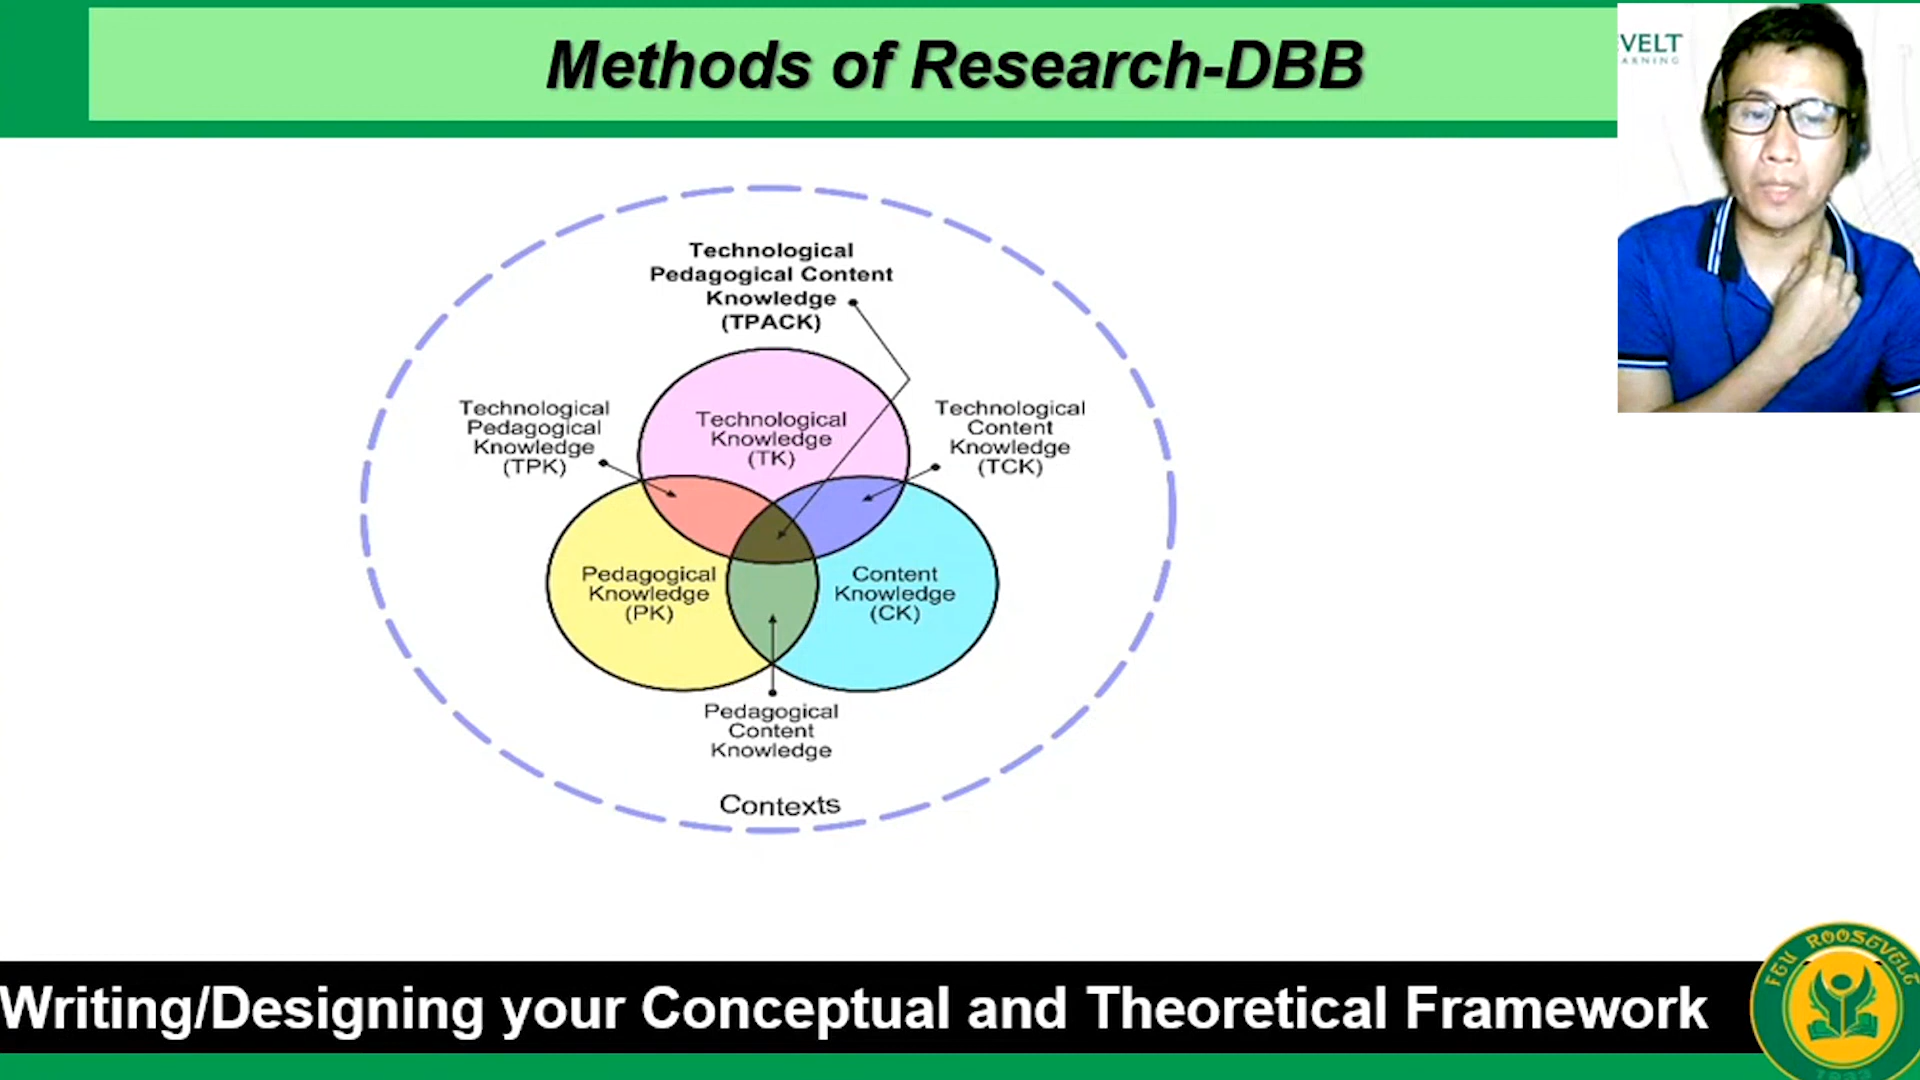 Methods of Research-DBB
VELT
ARNING
Technological
Pedagogical Content
Knowledge
(TPACK)
Technological
Pedagogical
Knowledge
(TPK)
Technological
Knowledge
(TK)
Technological
Content
Knowledge
(TCK)
Pedagogical
Knowledge
(PK)
Content
Knowledge
(CK)
Pedagogical
Content
Knowledge
Contexts
Writing/Designing your Conceptual and Theoretical Framework
FEU ROOSEVELT
1933